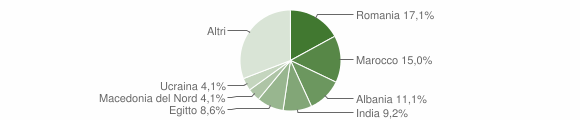 Romania 17,1%
Altri
Marocco 15,0%
Ucraina 4,1%
Macedonia del Nord 4,1%
Albania 11,1%
Egitto 8,6%
India 9,2%